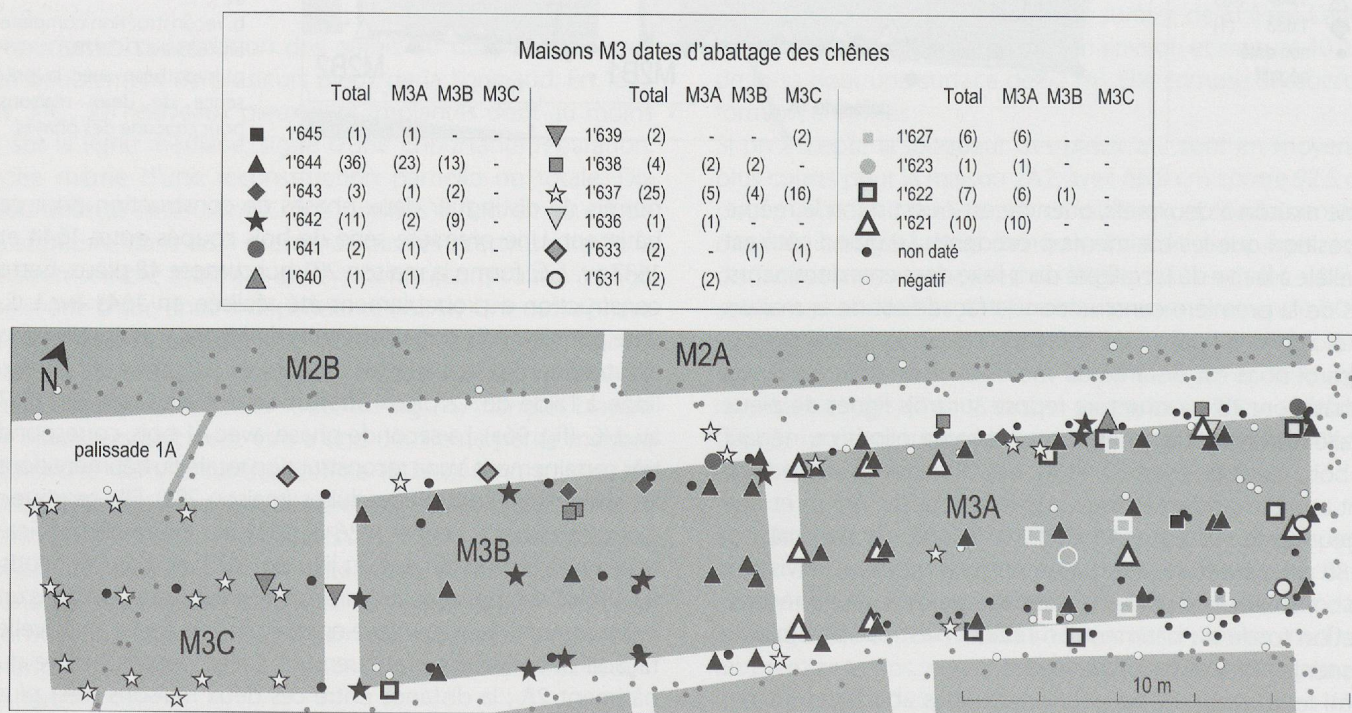 Maisons M3 dates d'abattage des chênes
Total M3A M3B M3C Total M3A M3B M3C Total M3A M3B M3C
1'645 (1) (1) - - 1'639 (2) - - (2) 1'627 (6) (6) - -
1'644 (36) (23) (13) - 1'638 (4) (2) (2) - 1'623 (1) (1) - -
1'643 (3) (1) (2) - 1'637 (25) (5) (4) (16) 1'622 (7) (6) (1) -
1'642 (11) (2) (9) - 1'636 (1) (1) - - 1'621 (10) (10) - -
1'641 (2) (1) (1) - 1'633 (2) - (1) (1) non daté
1'640 (1) (1) - - 1'631 (2) (2) - - négatif
N
M2B
M2A
palissade 1A
M3A
M3B
M3C
10 m